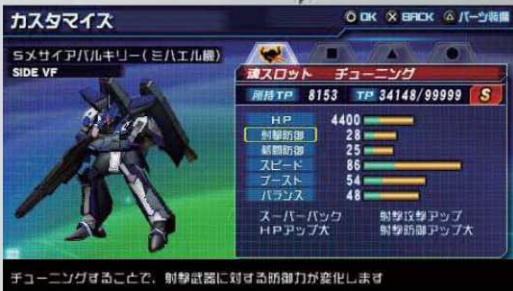 カスタマイズ
OK BACK パーツ装備
Sメサイアバルキリー(ミハエル機)
SIDE VF
魂スロット チューニング
所持TP 8153 TP 34148/99999 S
HP 4400
射撃防御 28
格闘防御 25
スピード 86
ブースト 54
バランス 48
スーパーパック 射撃攻撃アップ
HPアップ大 射撃防御アップ大
チューニングすることで、射撃武器に対する防御力が変化します